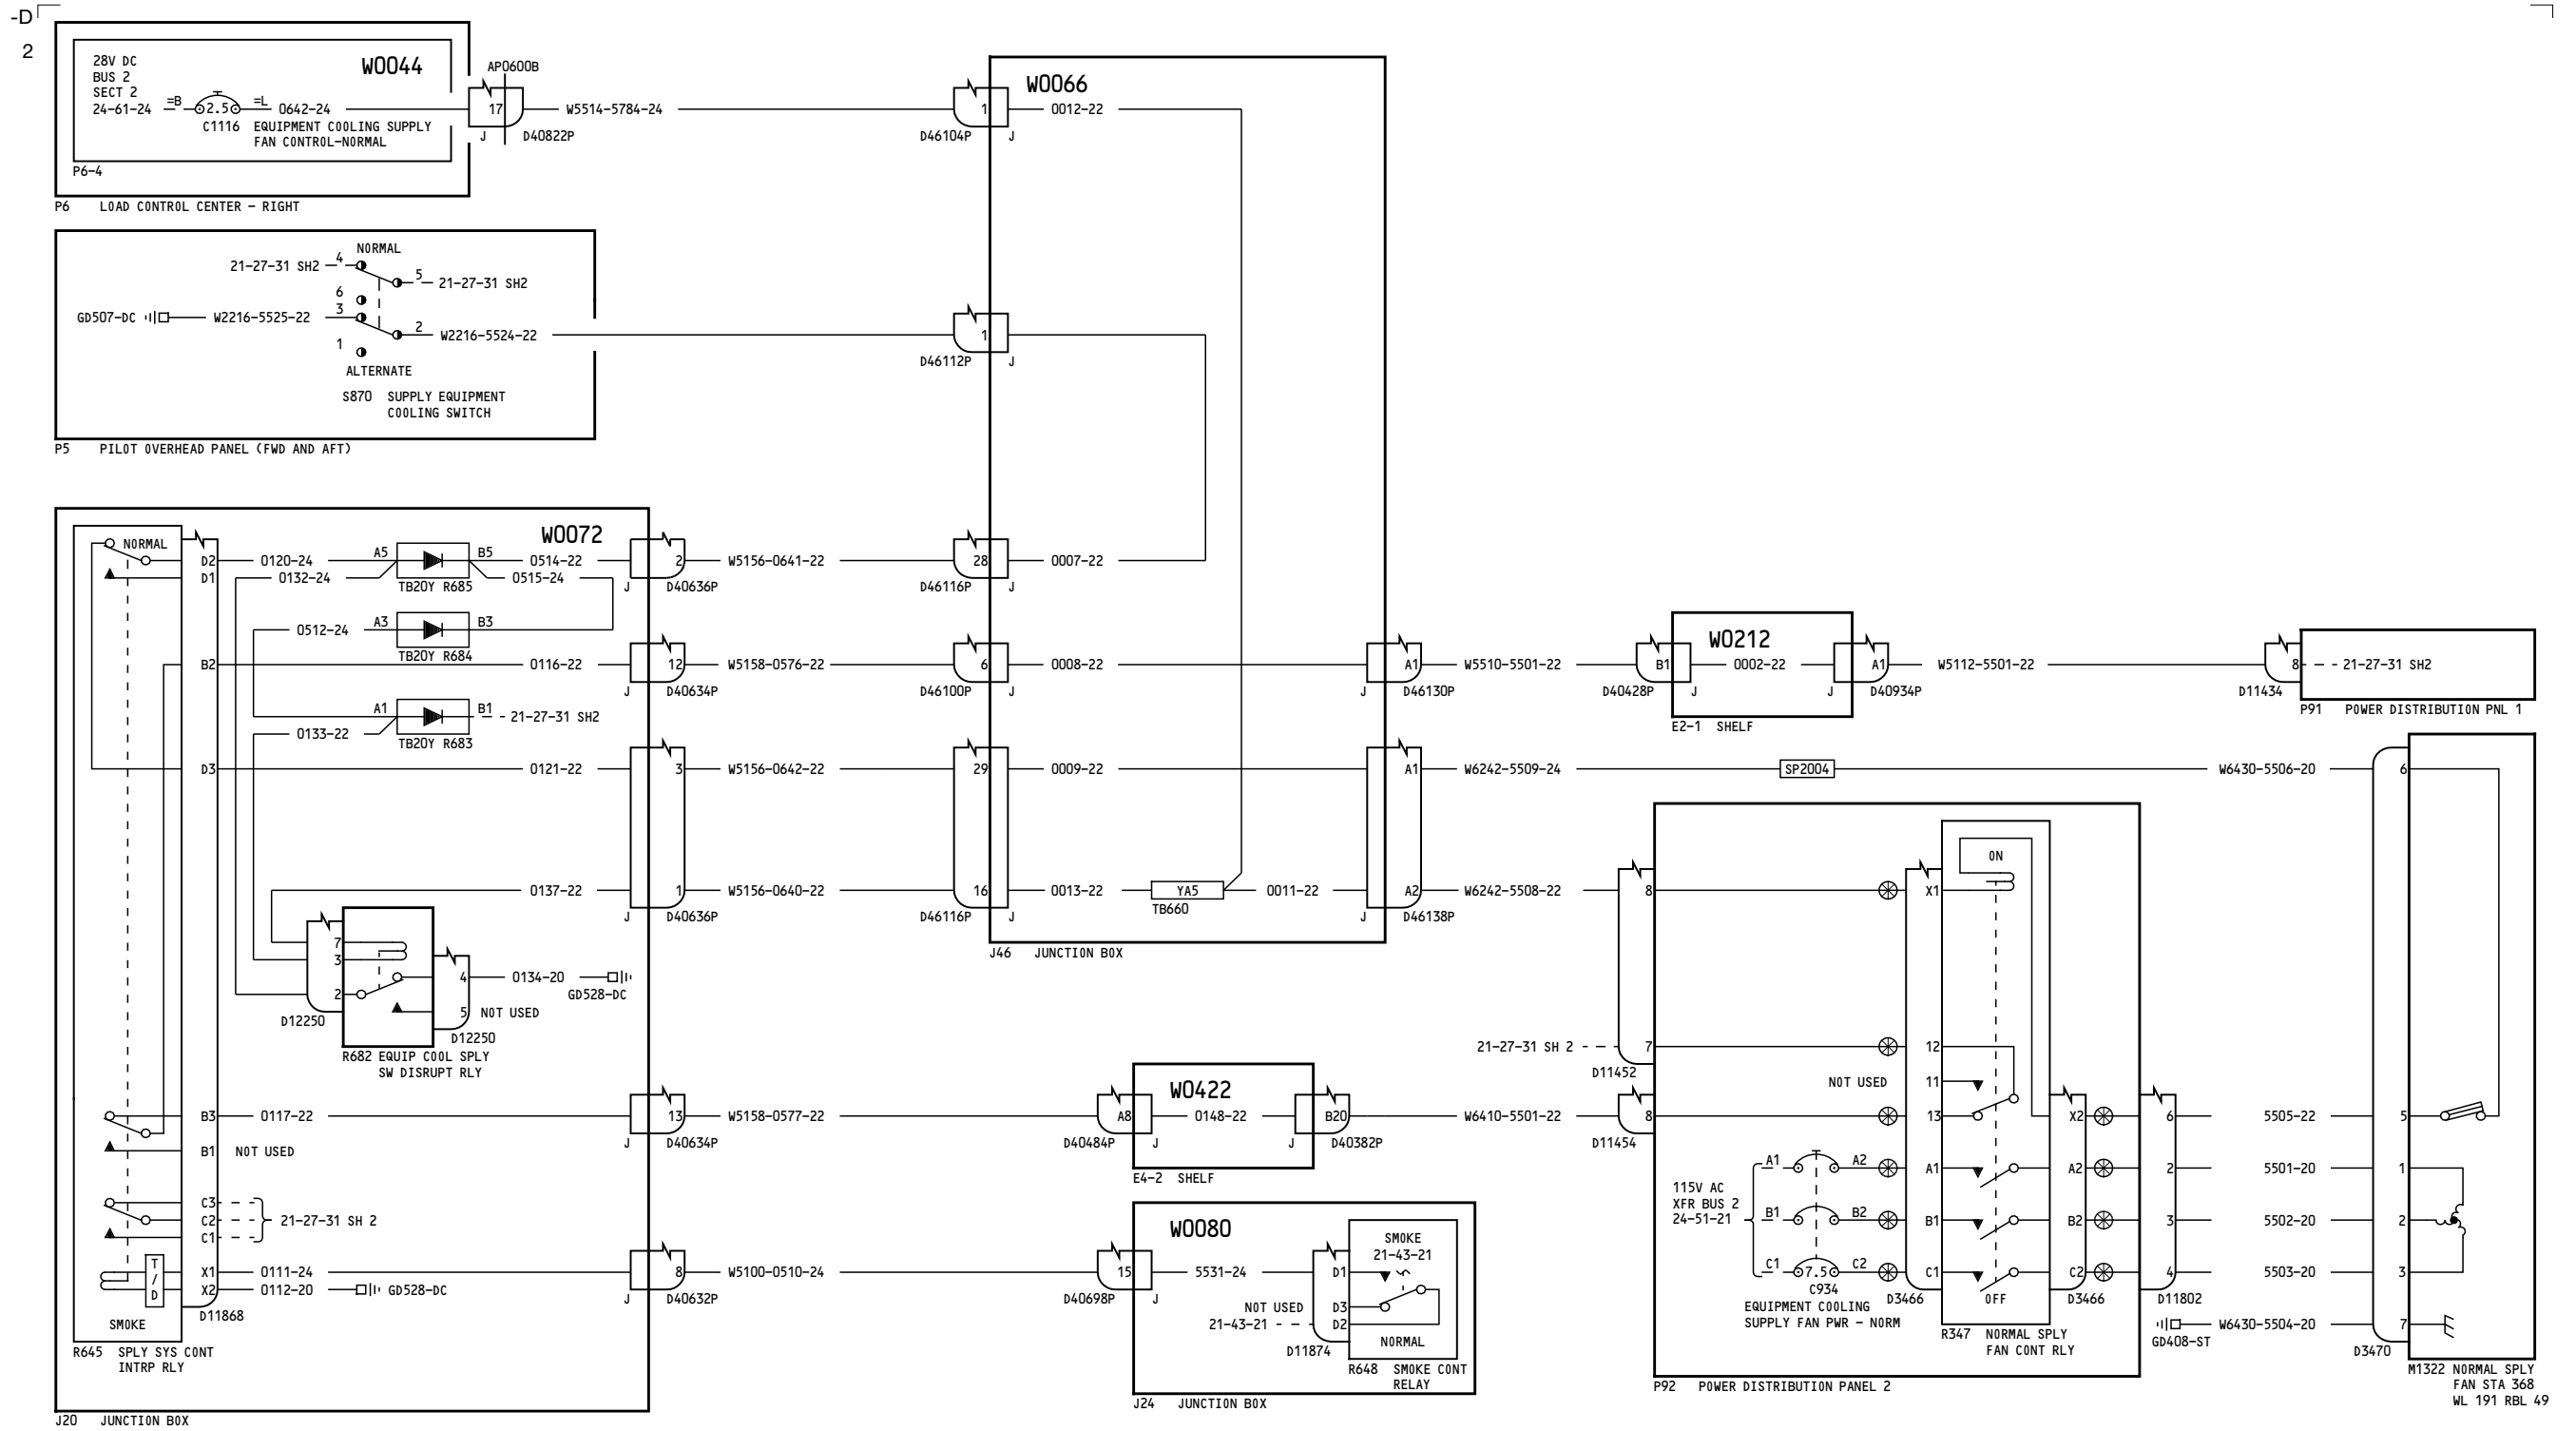 -D
2
28V DC
BUS 2
SECT 2
24-61-24 =B 2.5 =L 0642-24
W0044
C1116 EQUIPMENT COOLING SUPPLY
FAN CONTROL-NORMAL
P6-4
P6 LOAD CONTROL CENTER - RIGHT
AP0600B
17 W5514-5784-24
J D40822P
1
D46104P J
W0066
0012-22
NORMAL
21-27-31 SH2 4
5 21-27-31 SH2
6
3
GD507-DC W2216-5525-22
2 W2216-5524-22
1
ALTERNATE
S870 SUPPLY EQUIPMENT
COOLING SWITCH
P5 PILOT OVERHEAD PANEL (FWD AND AFT)
1
D46112P J
W0072
NORMAL
D2 0120-24 A5 B5 0514-22 2 W5156-0641-22 28 0007-22
D1 0132-24 0515-24
TB20Y R685 J D40636P D46116P J
0512-24 A3 B3
TB20Y R684
B2 0116-22 12 W5158-0576-22 6 0008-22 A1 W5510-5501-22 B1 0002-22 A1 W5112-5501-22 8 21-27-31 SH2
J D40634P D46100P J J D46130P D40428P J J D40934P D11434
W0212
E2-1 SHELF
P91 POWER DISTRIBUTION PNL 1
A1 B1 21-27-31 SH2
0133-22
TB20Y R683
D3 0121-22 3 W5156-0642-22 29 0009-22 A1 W6242-5509-24 SP2004 W6430-5506-20 6
0137-22 1 W5156-0640-22 16 0013-22 YA5 0011-22 A2 W6242-5508-22 8 X1
TB660
J D40636P D46116P J J D46138P
ON
J46 JUNCTION BOX
7
3
2
4 0134-20
GD528-DC
5 NOT USED
D12250
D12250
R682 EQUIP COOL SPLY
SW DISRUPT RLY
21-27-31 SH 2 7 12
D11452
NOT USED 11
B3 0117-22 13 W5158-0577-22 A8 0148-22 B20 W6410-5501-22 8 13 X2 6 5505-22 5
J D40634P D40484P J J D40382P D11454
W0422
E4-2 SHELF
B1 NOT USED
C3
C2 21-27-31 SH 2
C1
T/D
X1 0111-24 8 W5100-0510-24 15 5531-24 D1
X2 0112-20 GD528-DC
J D40632P D40698P J
D11868
SMOKE
R645 SPLY SYS CONT
INTRP RLY
J20 JUNCTION BOX
W0080
SMOKE
21-43-21
NOT USED D3
21-43-21 D2
NORMAL
D11874
R648 SMOKE CONT
RELAY
J24 JUNCTION BOX
115V AC
XFR BUS 2
24-51-21
A1 A2 A1 A2 2 5501-20 1
B1 B2 B1 B2 3 5502-20 2
C1 7.5 C2 C1 C2 4 5503-20 3
C934
EQUIPMENT COOLING
SUPPLY FAN PWR - NORM
D3466 OFF D3466 D11802
R347 NORMAL SPLY
FAN CONT RLY
P92 POWER DISTRIBUTION PANEL 2
W6430-5504-20 7
GD408-ST
D3470
M1322 NORMAL SPLY
FAN STA 368
WL 191 RBL 49